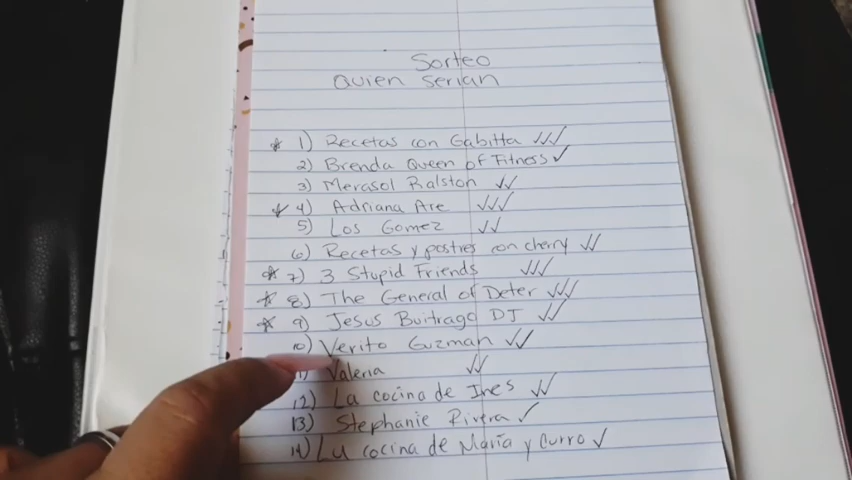 Sorteo
Quien serian
1) Recetas con Gabitta ✓✓✓
2) Brenda Queen of Fitness ✓
3) Merasol Ralston ✓✓
4) Adriana Are ✓✓✓
5) Los Gomez ✓✓
6) Recetas y postres con cherry ✓✓
7) 3 Stupid Friends ✓✓✓
8) The General of Deter ✓✓✓
9) Jesus Buitrago DJ ✓✓
10) Verito Guzman ✓✓
11) Valeria ✓✓
12) La cocina de Ines ✓✓
13) Stephanie Rivera ✓
14) Lu cocina de Maria y Curro ✓